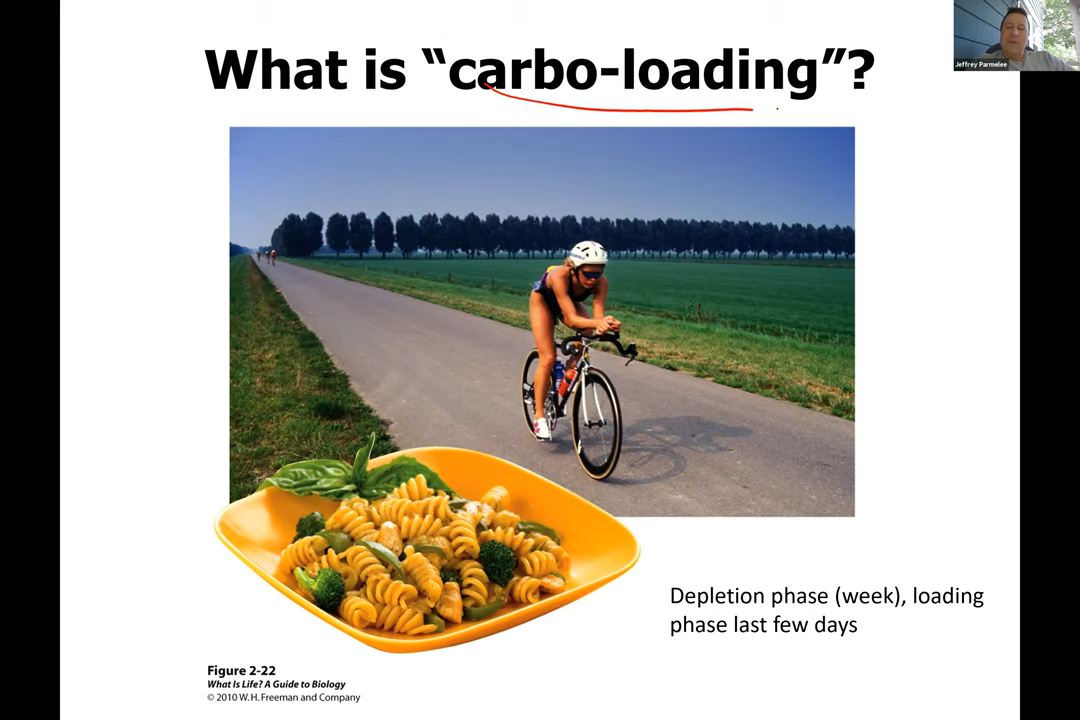 What is “carbo-loading”?
Jeffrey Parmelee
Depletion phase (week), loading
phase last few days
Figure 2-22
What Is Life? A Guide to Biology
© 2010 W. H. Freeman and Company